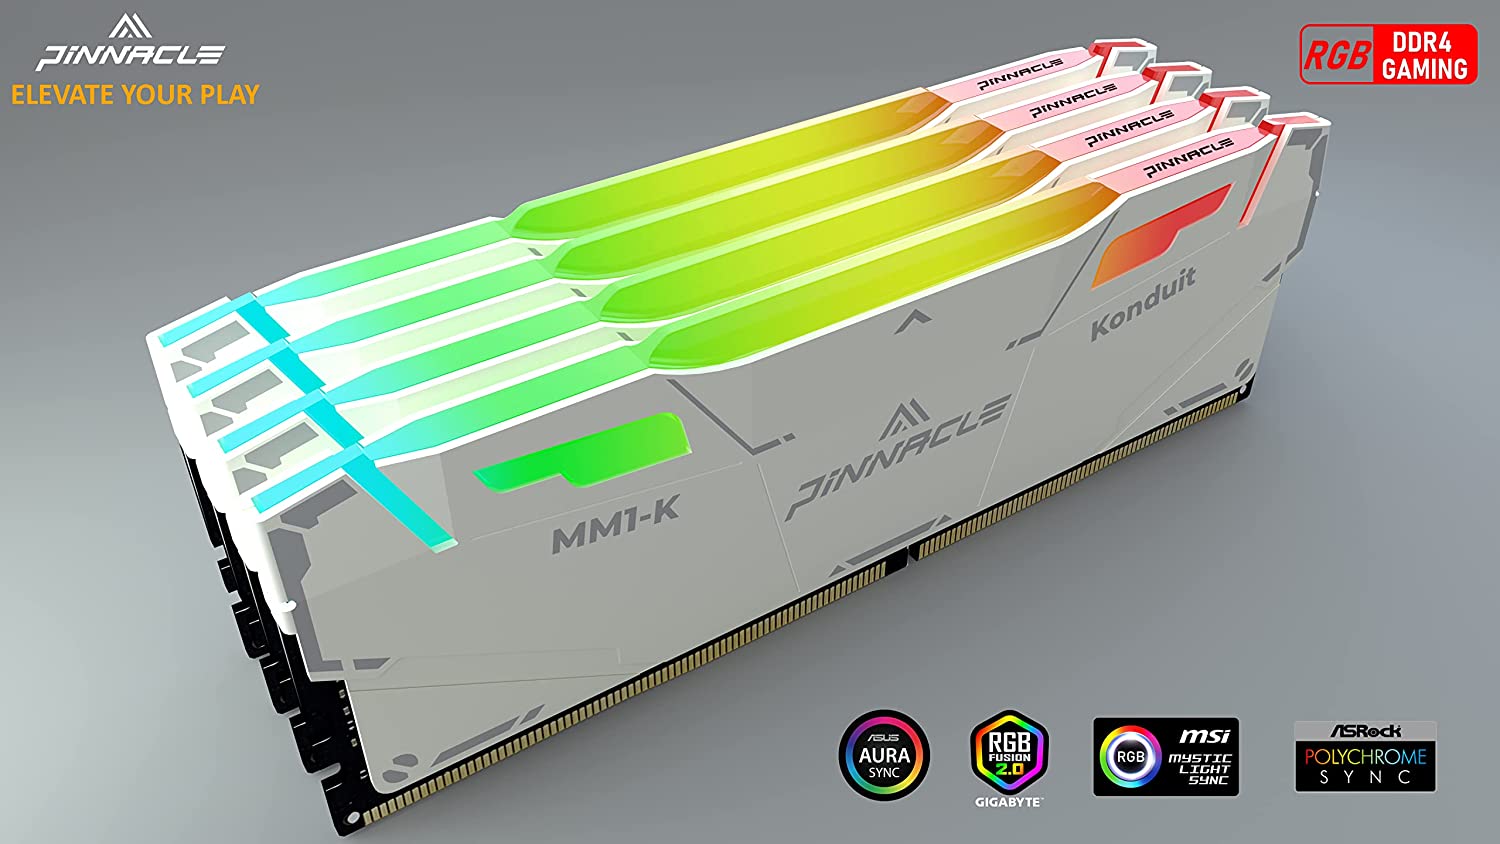 PINNACLE
ELEVATE YOUR PLAY
RGB
DDR4
GAMING
PINNACLE
PINNACLE
PINNACLE
PINNACLE
Konduit
PINNACLE
MM1-K
ASUS
AURA
SYNC
RGB
FUSION
2.0
GIGABYTE™
RGB
msi
MYSTIC
LIGHT
SYNC
ASRock
POLYCHROME
SYNC